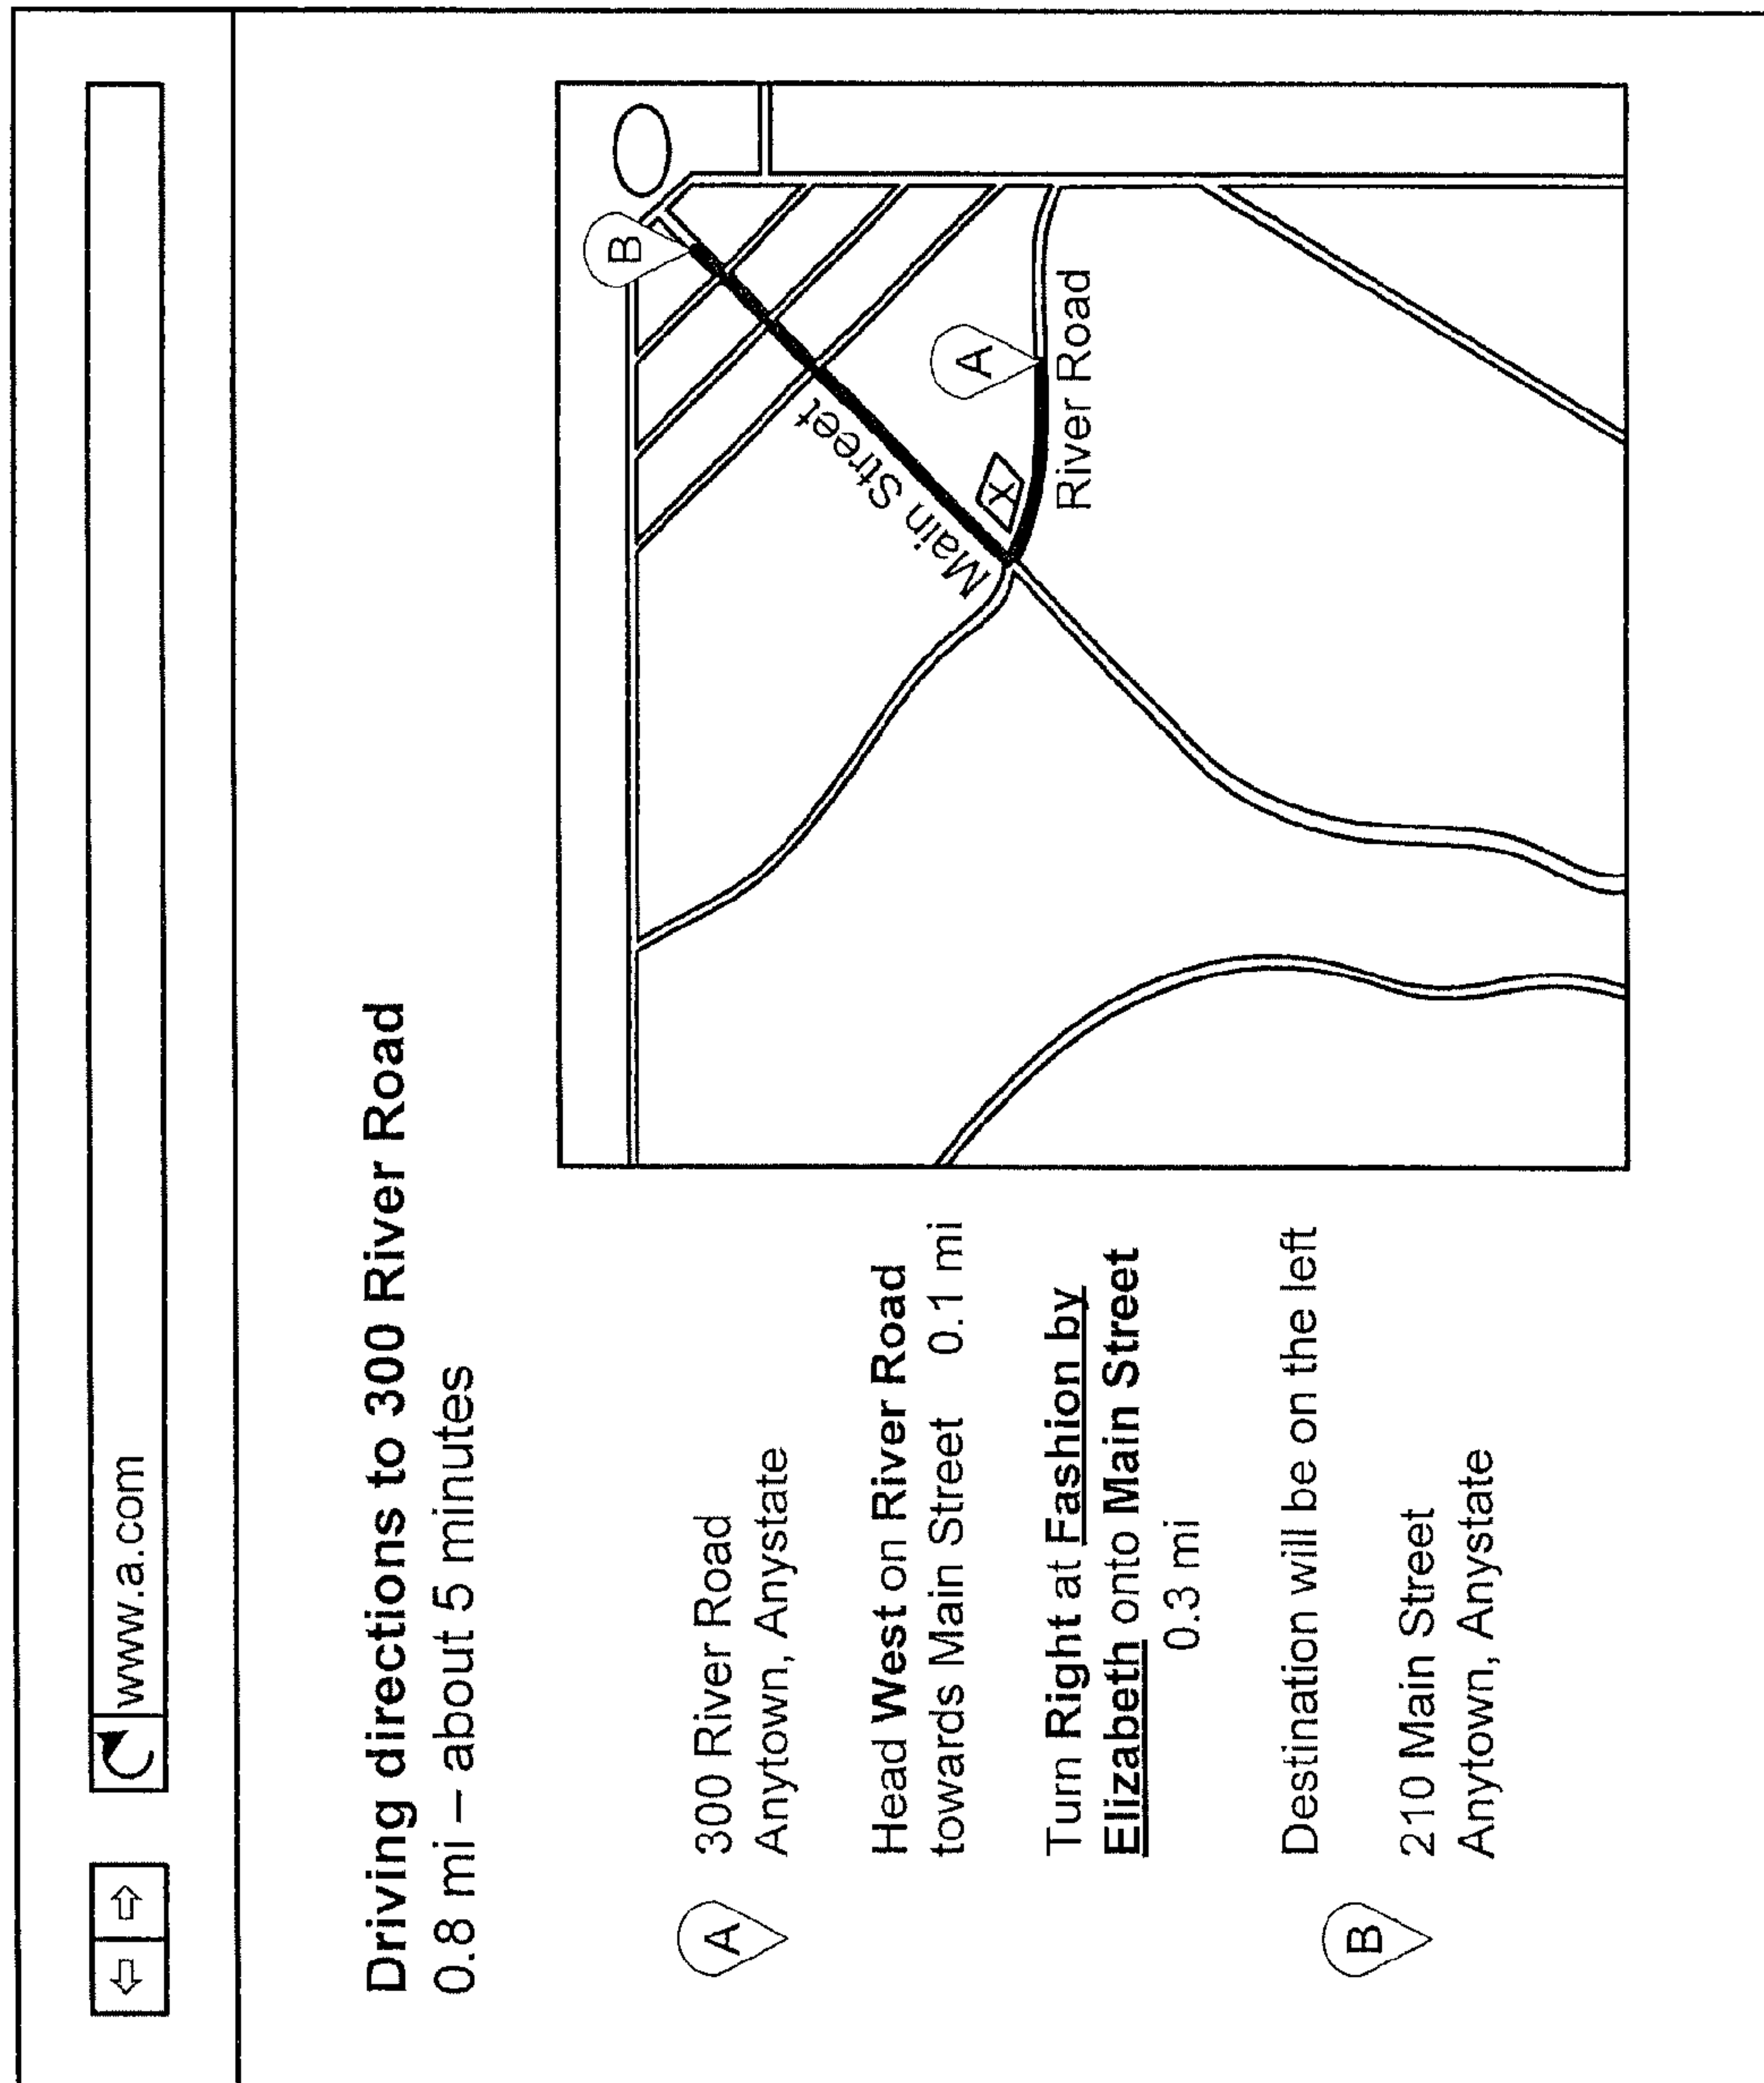 www.a.com
Driving directions to 300 River Road
0.8 mi – about 5 minutes
A
300 River Road
Anytown, Anystate
Head West on River Road
towards Main Street 0.1 mi
Turn Right at Fashion by
Elizabeth onto Main Street
0.3 mi
Destination will be on the left
B
210 Main Street
Anytown, Anystate
B
Main Street
A
X
River Road